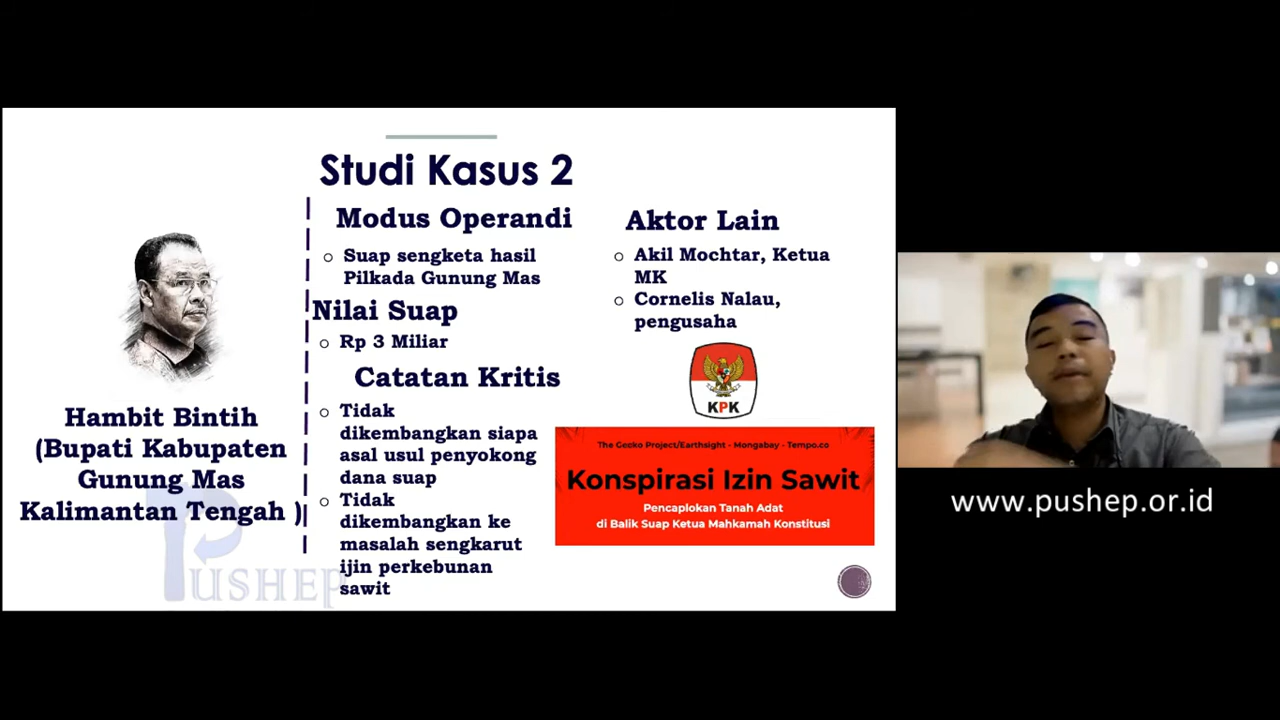 Studi Kasus 2
Hambit Bintih
(Bupati Kabupaten
Gunung Mas
Kalimantan Tengah )
Modus Operandi
Suap sengketa hasil
Pilkada Gunung Mas
Nilai Suap
Rp 3 Miliar
Catatan Kritis
Tidak
dikembangkan siapa
asal usul penyokong
dana suap
Tidak
dikembangkan ke
masalah sengkarut
ijin perkebunan
sawit
Aktor Lain
Akil Mochtar, Ketua
MK
Cornelis Nalau,
pengusaha
KPK
The Gecko Project/Earthsight - Mongabay - Tempo.co
Konspirasi Izin Sawit
Pencaplokan Tanah Adat
di Balik Suap Ketua Mahkamah Konstitusi
PUSHEP
www.pushep.or.id